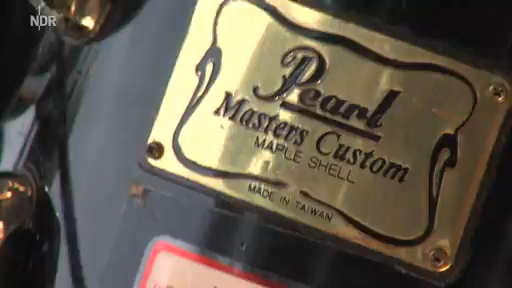 NDR
Pearl
Masters Custom
MAPLE SHELL
MADE IN TAIWAN